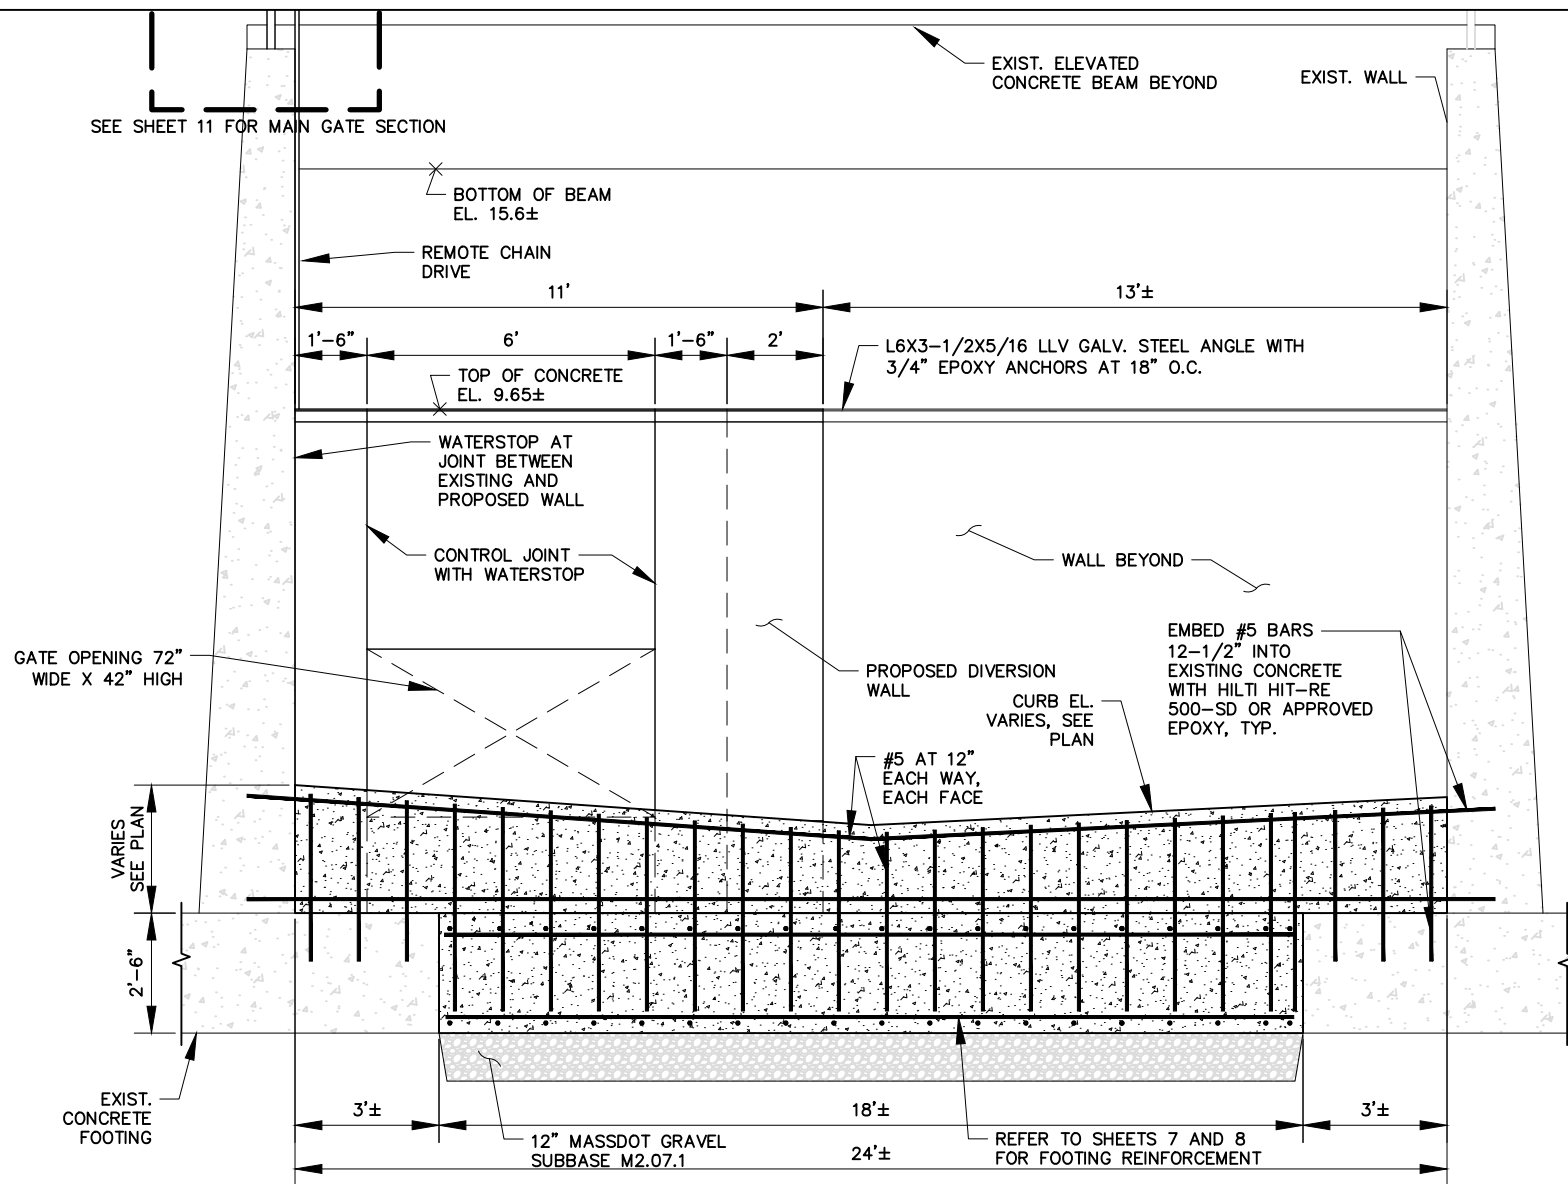 EXIST. ELEVATED
CONCRETE BEAM BEYOND
EXIST. WALL
SEE SHEET 11 FOR MAIN GATE SECTION
BOTTOM OF BEAM
EL. 15.6±
REMOTE CHAIN
DRIVE
11'
13'±
1'-6"
6'
1'-6"
2'
L6X3-1/2X5/16 LLV GALV. STEEL ANGLE WITH
3/4" EPOXY ANCHORS AT 18" O.C.
TOP OF CONCRETE
EL. 9.65±
WATERSTOP AT
JOINT BETWEEN
EXISTING AND
PROPOSED WALL
CONTROL JOINT
WITH WATERSTOP
WALL BEYOND
GATE OPENING 72"
WIDE X 42" HIGH
PROPOSED DIVERSION
WALL
EMBED #5 BARS
12-1/2" INTO
EXISTING CONCRETE
WITH HILTI HIT-RE
500-SD OR APPROVED
EPOXY, TYP.
CURB EL.
VARIES, SEE
PLAN
#5 AT 12"
EACH WAY,
EACH FACE
VARIES
SEE PLAN
2'-6"
EXIST.
CONCRETE
FOOTING
3'±
18'±
3'±
12" MASSDOT GRAVEL
SUBBASE M2.07.1
REFER TO SHEETS 7 AND 8
FOR FOOTING REINFORCEMENT
24'±